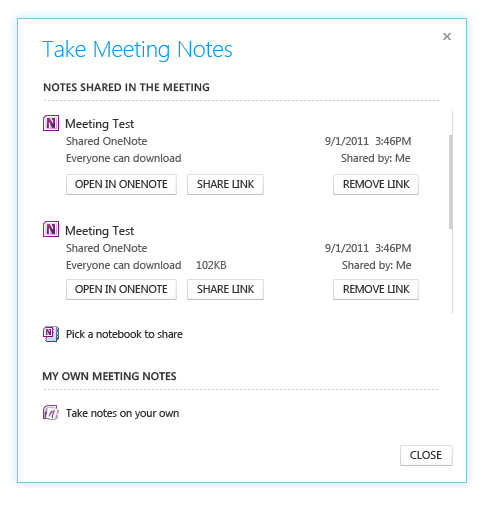 Take Meeting Notes
NOTES SHARED IN THE MEETING
Meeting Test
Shared OneNote 9/1/2011 3:46PM
Everyone can download Shared by: Me
OPEN IN ONENOTE SHARE LINK REMOVE LINK
Meeting Test
Shared OneNote 9/1/2011 3:46PM
Everyone can download 102KB Shared by: Me
OPEN IN ONENOTE SHARE LINK REMOVE LINK
Pick a notebook to share
MY OWN MEETING NOTES
Take notes on your own
CLOSE